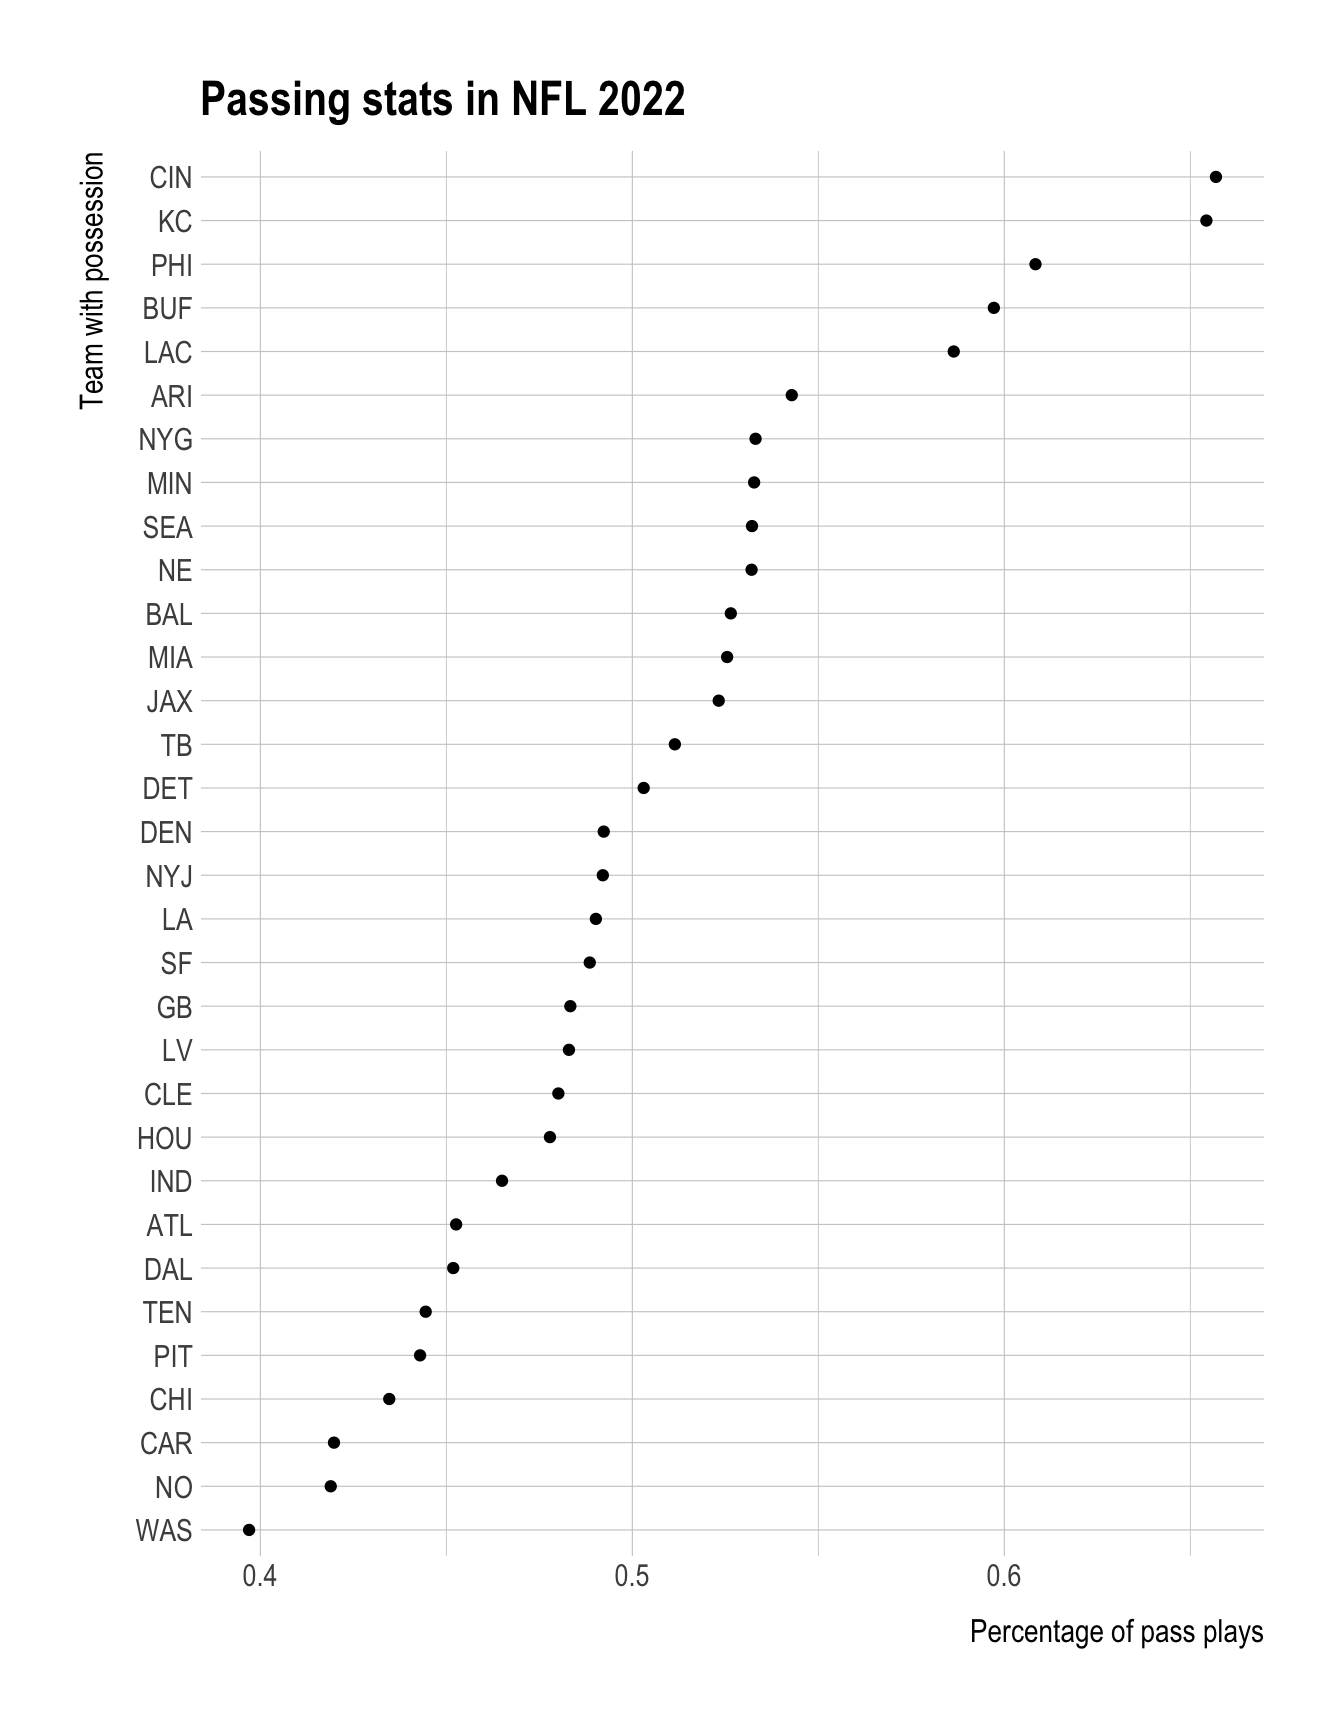 Passing stats in NFL 2022
Team with possession
CIN
KC
PHI
BUF
LAC
ARI
NYG
MIN
SEA
NE
BAL
MIA
JAX
TB
DET
DEN
NYJ
LA
SF
GB
LV
CLE
HOU
IND
ATL
DAL
TEN
PIT
CHI
CAR
NO
WAS
0.4 0.5 0.6
Percentage of pass plays